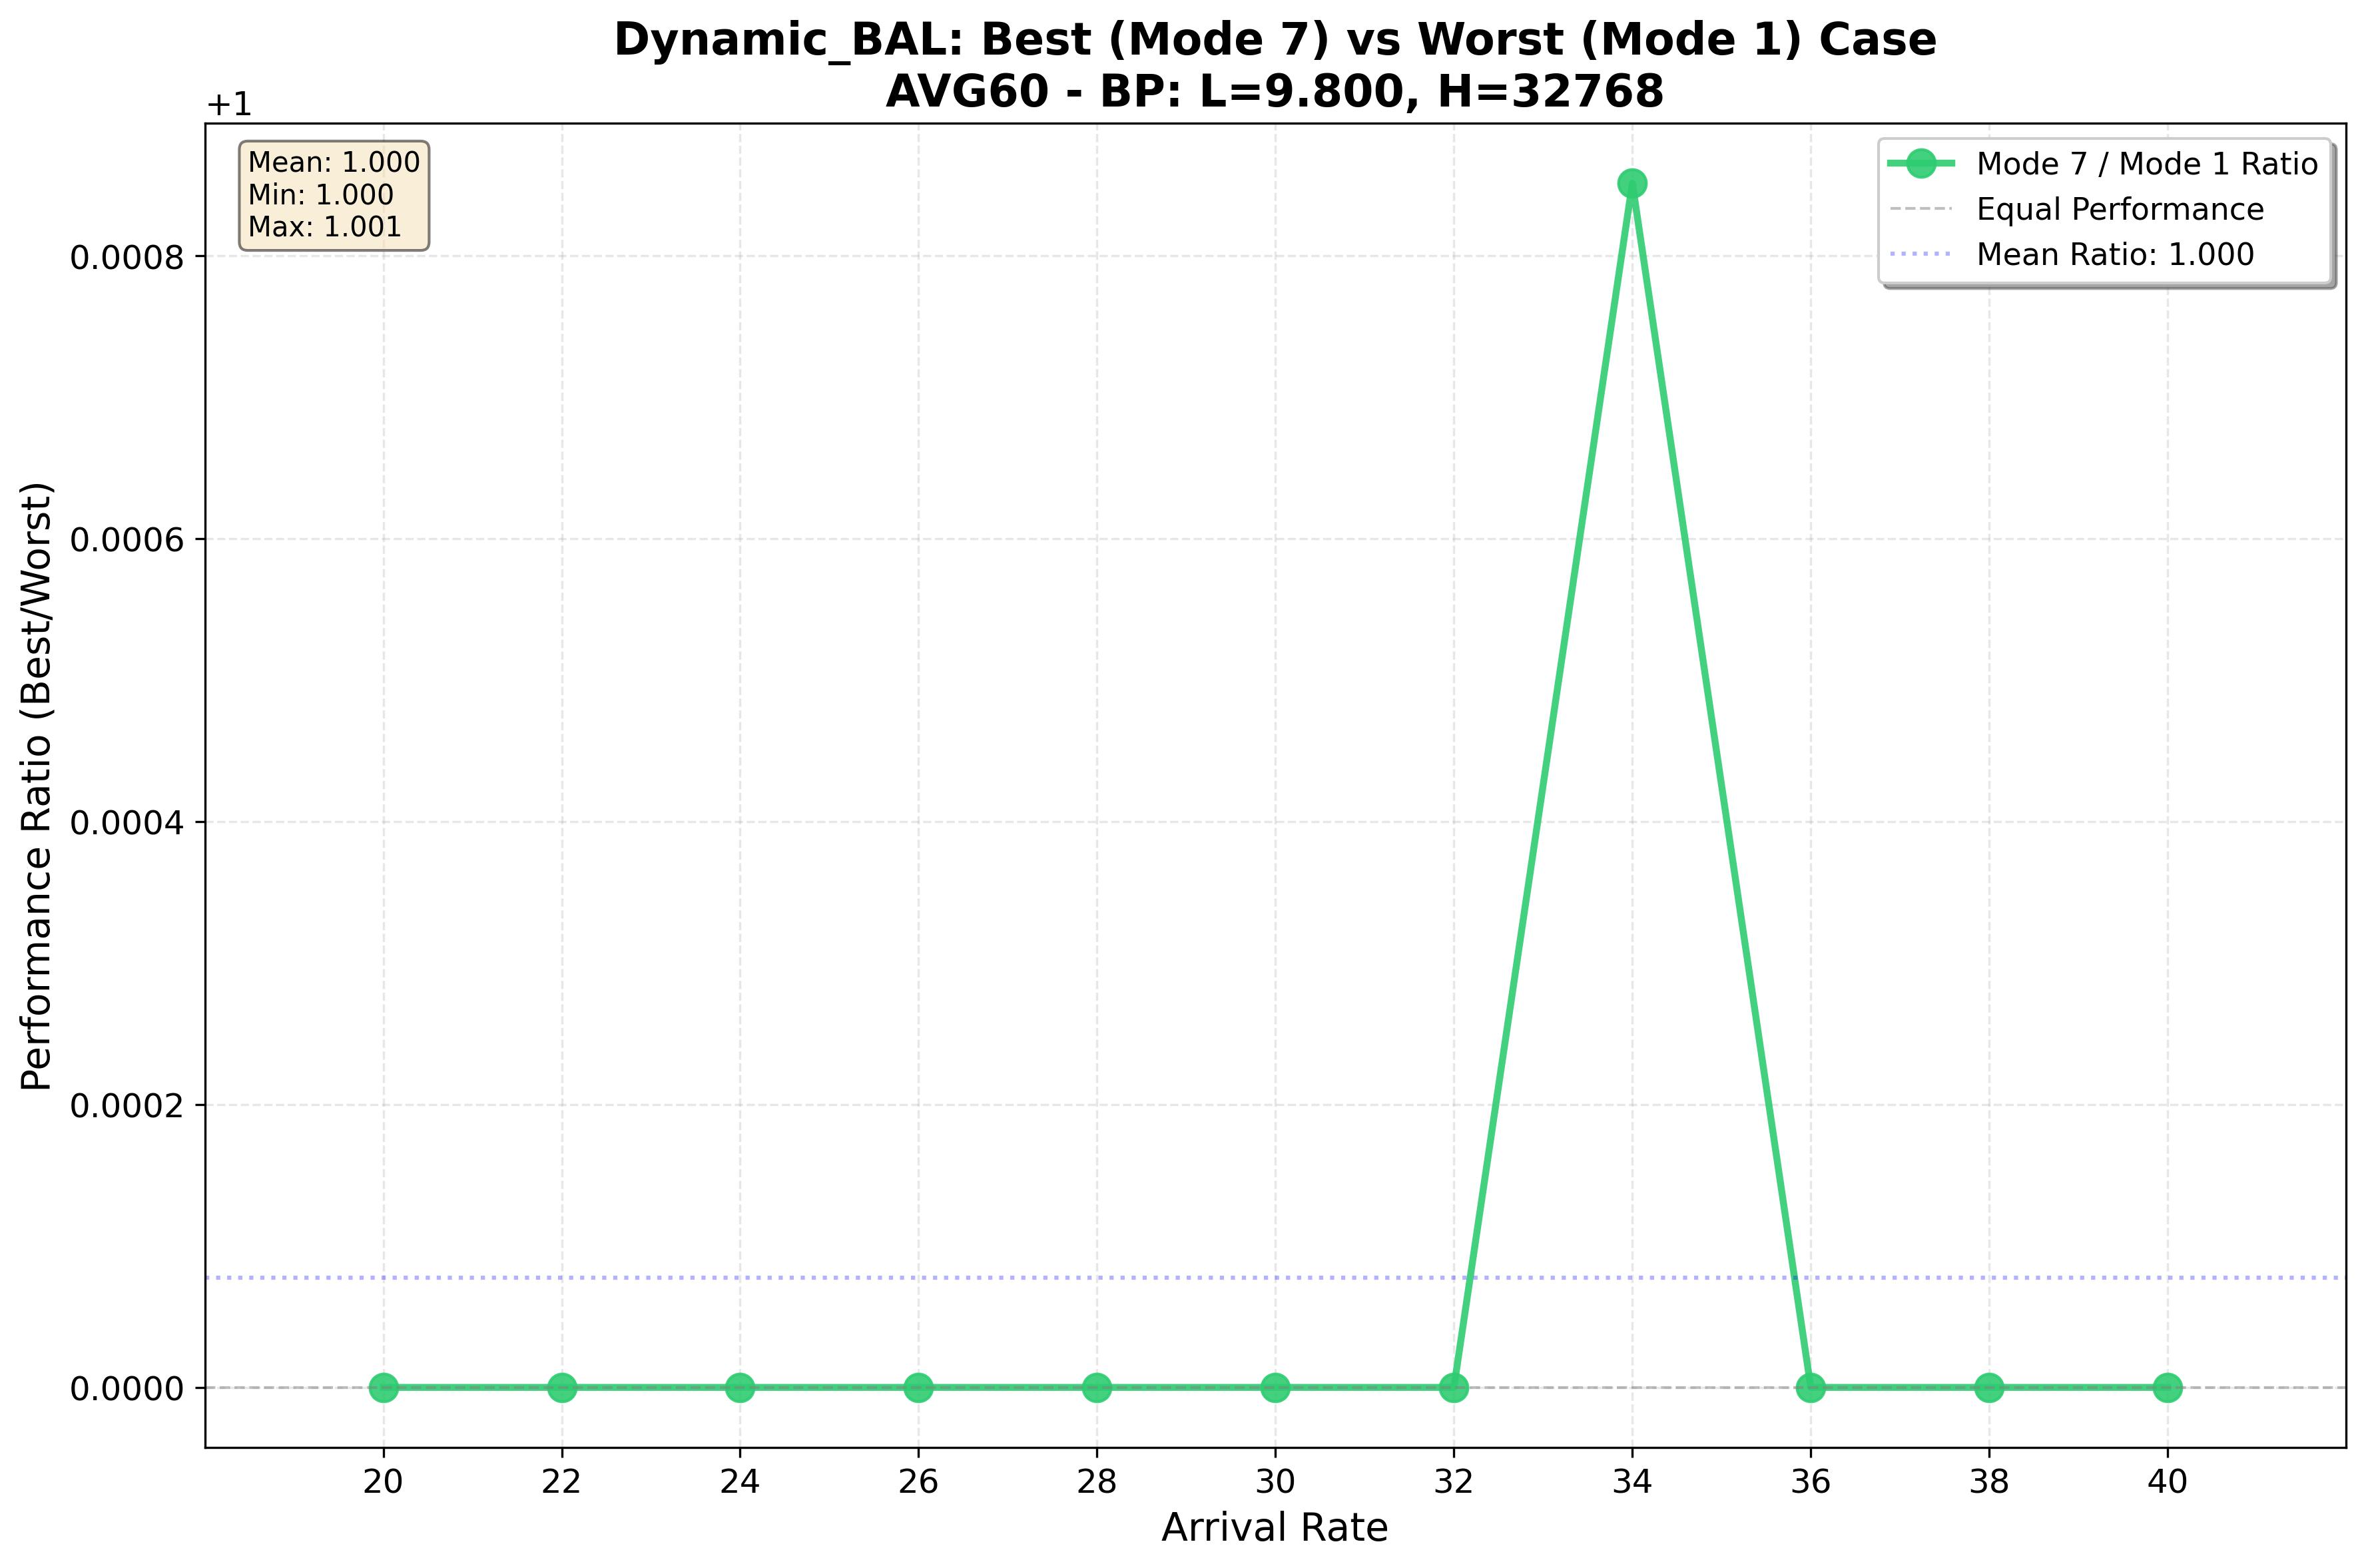 Dynamic_BAL: Best (Mode 7) vs Worst (Mode 1) Case
AVG60 - BP: L=9.800, H=32768
+1
Mean: 1.000
Min: 1.000
Max: 1.001
Mode 7 / Mode 1 Ratio
Equal Performance
Mean Ratio: 1.000
Performance Ratio (Best/Worst)
0.0008
0.0006
0.0004
0.0002
0.0000
20 22 24 26 28 30 32 34 36 38 40
Arrival Rate